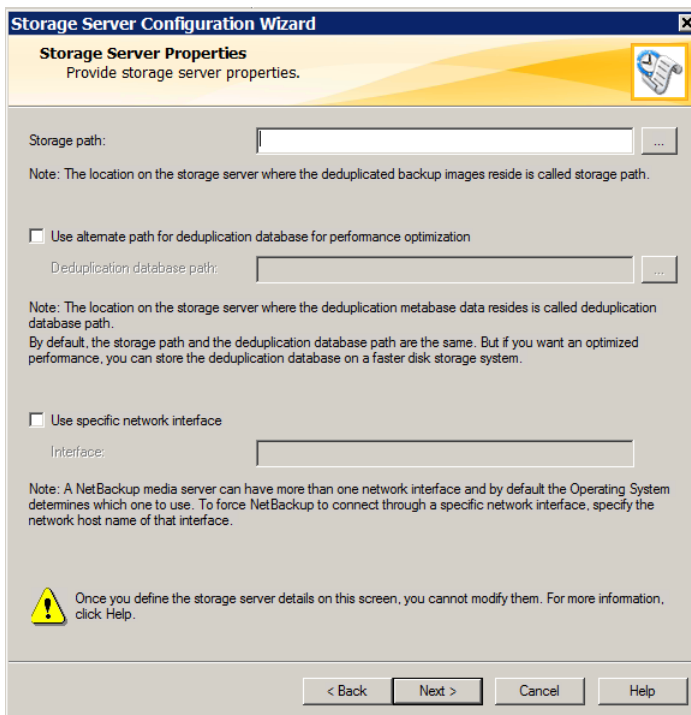 Storage Server Configuration Wizard
Storage Server Properties
Provide storage server properties.
Storage path:
...
Note: The location on the storage server where the deduplicated backup images reside is called storage path.
Use alternate path for deduplication database for performance optimization
Deduplication database path:
...
Note: The location on the storage server where the deduplication metabase data resides is called deduplication
database path.
By default, the storage path and the deduplication database path are the same. But if you want an optimized
performance, you can store the deduplication database on a faster disk storage system.
Use specific network interface
Interface:
Note: A NetBackup media server can have more than one network interface and by default the Operating System
determines which one to use. To force NetBackup to connect through a specific network interface, specify the
network host name of that interface.
Once you define the storage server details on this screen, you cannot modify them. For more information,
click Help.
< Back Next > Cancel Help